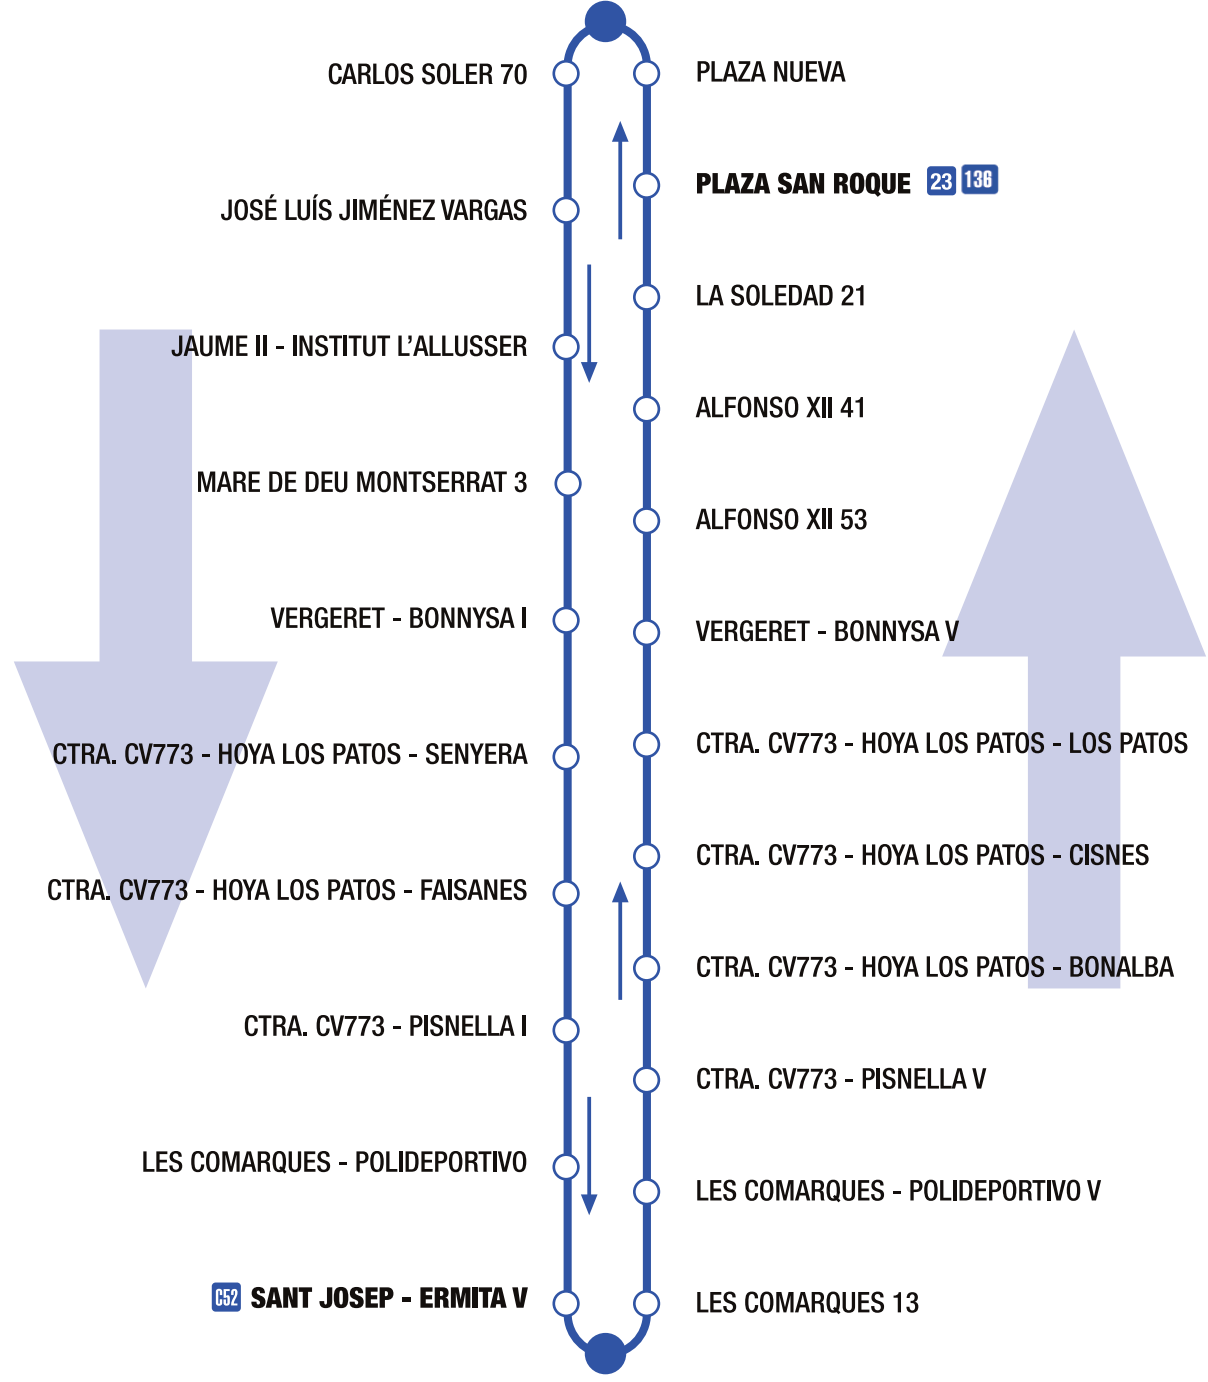 CARLOS SOLER 70
JOSÉ LUÍS JIMÉNEZ VARGAS
JAUME II - INSTITUT L'ALLUSSER
MARE DE DEU MONTSERRAT 3
VERGERET - BONNYSA I
CTRA. CV773 - HOYA LOS PATOS - SENYERA
CTRA. CV773 - HOYA LOS PATOS - FAISANES
CTRA. CV773 - PISNELLA I
LES COMARQUES - POLIDEPORTIVO
C52 SANT JOSEP - ERMITA V
PLAZA NUEVA
PLAZA SAN ROQUE 23 136
LA SOLEDAD 21
ALFONSO XII 41
ALFONSO XII 53
VERGERET - BONNYSA V
CTRA. CV773 - HOYA LOS PATOS - LOS PATOS
CTRA. CV773 - HOYA LOS PATOS - CISNES
CTRA. CV773 - HOYA LOS PATOS - BONALBA
CTRA. CV773 - PISNELLA V
LES COMARQUES - POLIDEPORTIVO V
LES COMARQUES 13